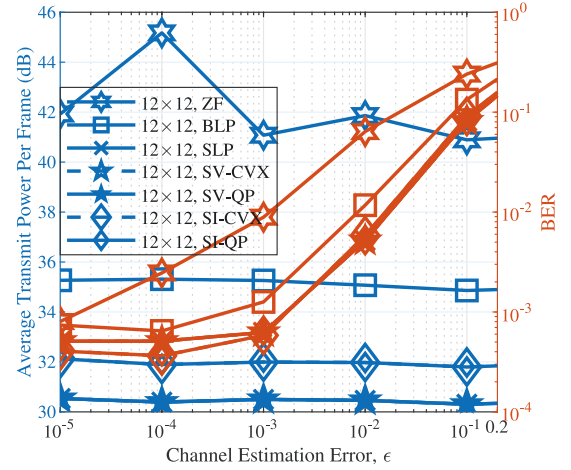 46
44
42
40
38
36
34
32
30
Average Transmit Power Per Frame (dB)
12×12, ZF
12×12, BLP
12×12, SLP
12×12, SV-CVX
12×12, SV-QP
12×12, SI-CVX
12×12, SI-QP
10^0
10^-1
10^-2
10^-3
10^-4
BER
10^-5 10^-4 10^-3 10^-2 10^-1 0.2
Channel Estimation Error, ϵ